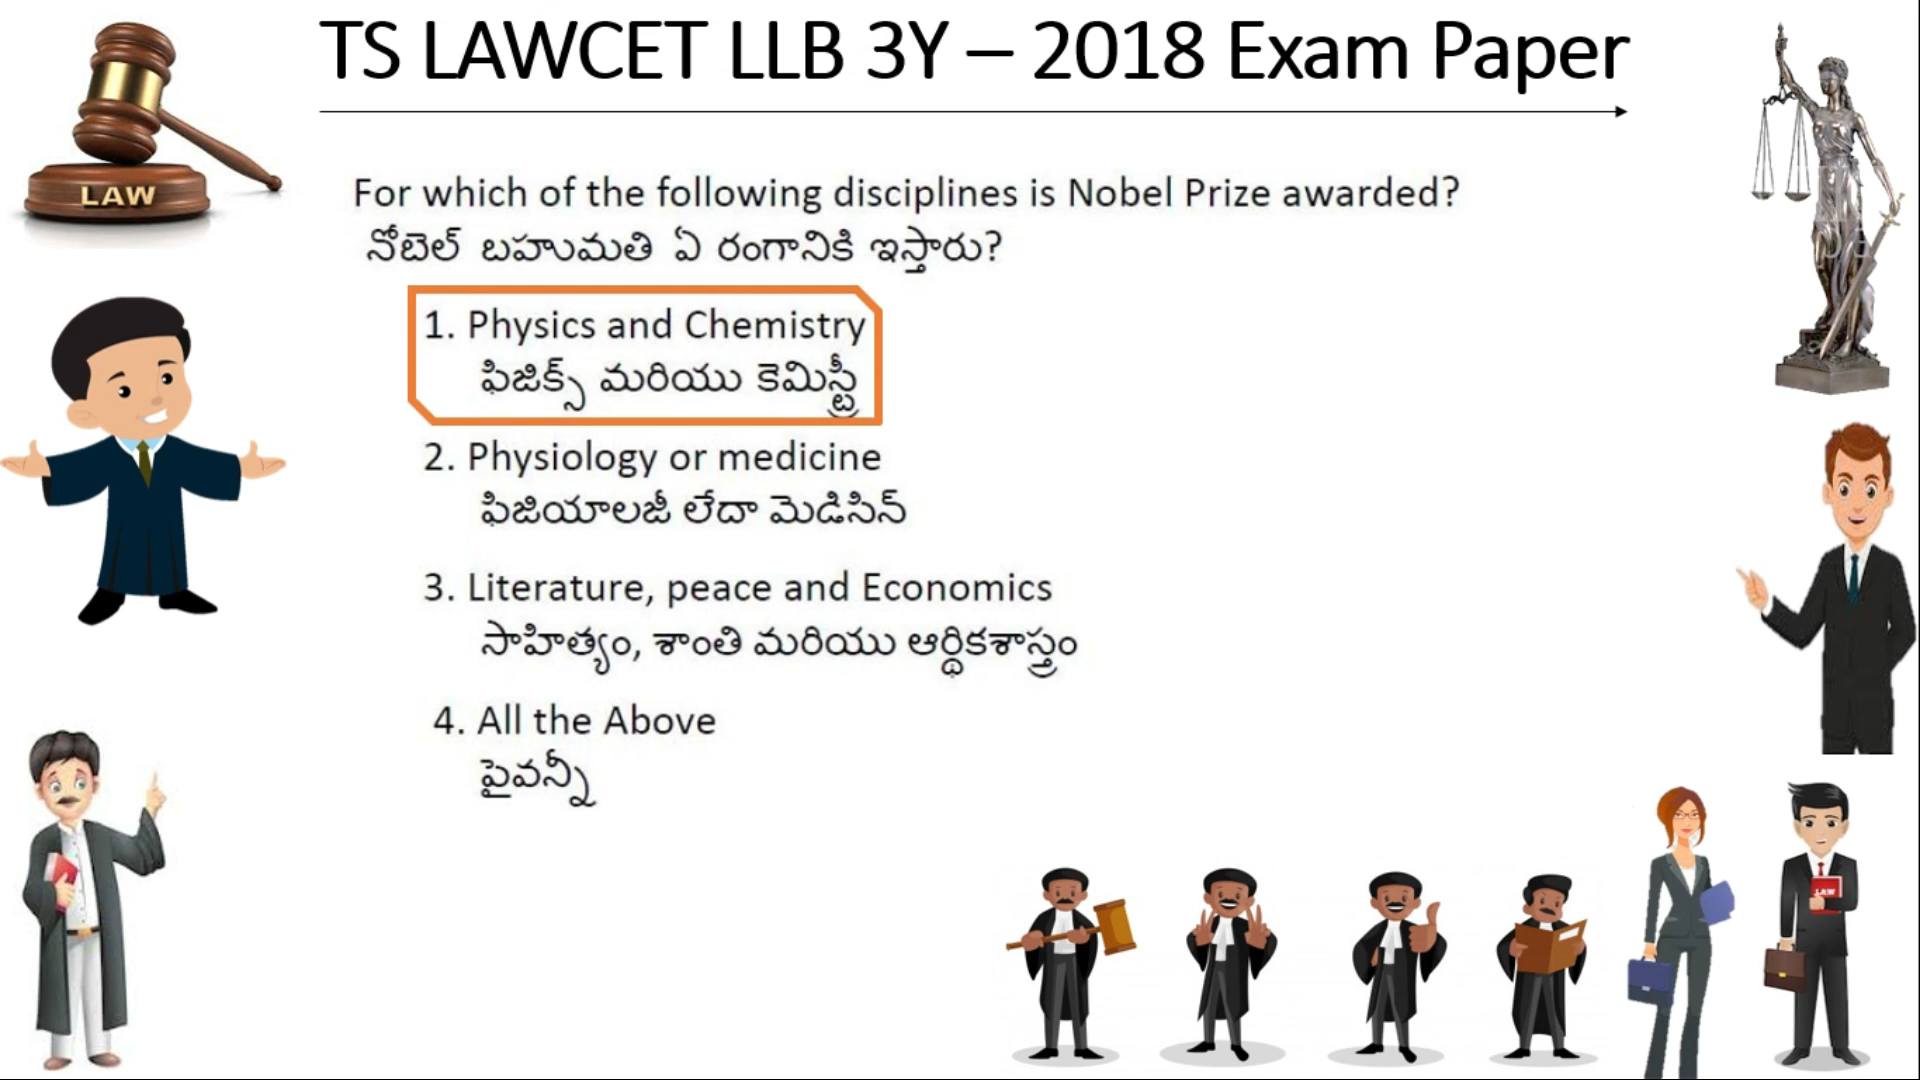 TS LAWCET LLB 3Y – 2018 Exam Paper
LAW
For which of the following disciplines is Nobel Prize awarded?
నోబెల్ బహుమతి ఏ రంగానికి ఇస్తారు?
1. Physics and Chemistry
ఫిజిక్స్ మరియు కెమిస్ట్రీ
2. Physiology or medicine
ఫిజియాలజీ లేదా మెడిసిన్
3. Literature, peace and Economics
సాహిత్యం, శాంతి మరియు ఆర్థికశాస్త్రం
4. All the Above
పైవన్నీ
LAW